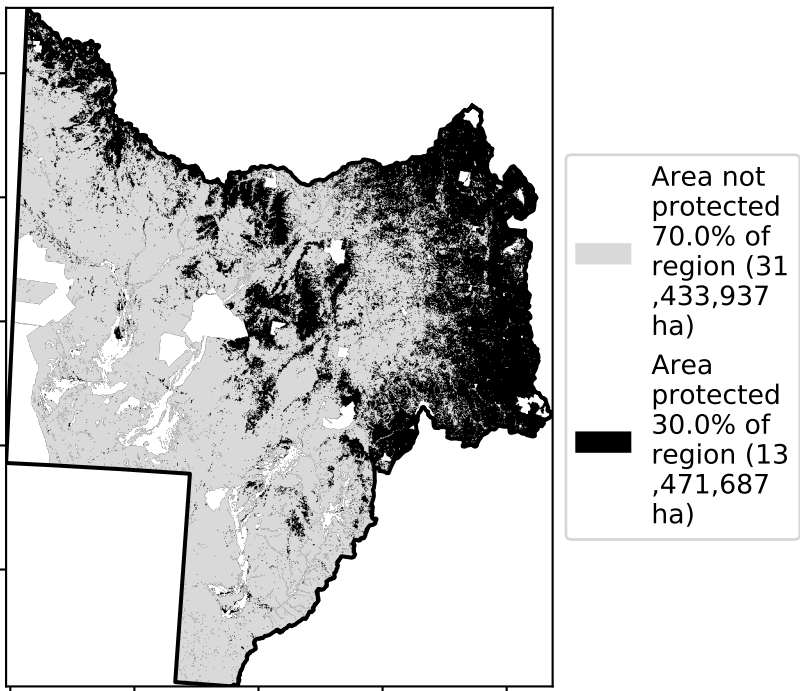 Area not
protected
70.0% of
region (31
,433,937
ha)
Area
protected
30.0% of
region (13
,471,687
ha)